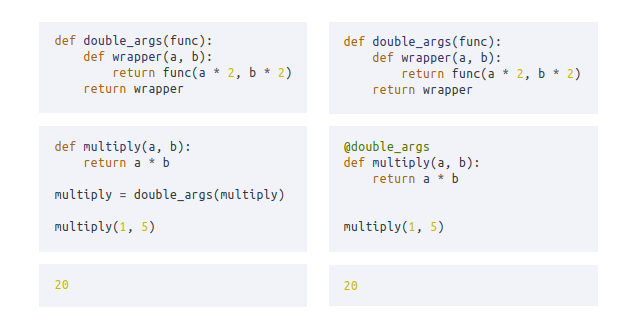 def double_args(func):
    def wrapper(a, b):
        return func(a * 2, b * 2)
    return wrapper
def multiply(a, b):
    return a * b
multiply = double_args(multiply)
multiply(1, 5)
20
def double_args(func):
    def wrapper(a, b):
        return func(a * 2, b * 2)
    return wrapper
@double_args
def multiply(a, b):
    return a * b
multiply(1, 5)
20